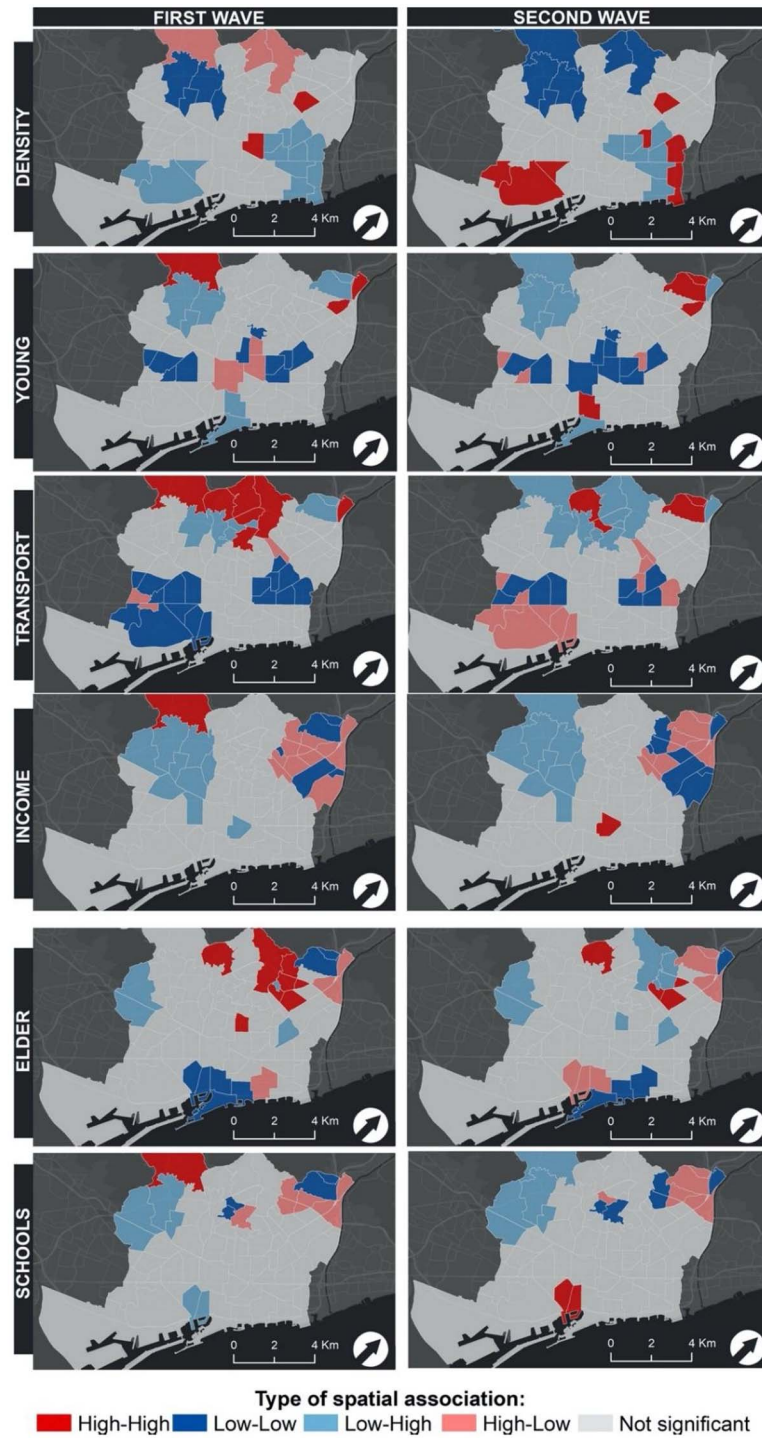 FIRST WAVE
SECOND WAVE
DENSITY
0 2 4 Km
0 2 4 Km
YOUNG
0 2 4 Km
0 2 4 Km
TRANSPORT
0 2 4 Km
0 2 4 Km
INCOME
0 2 4 Km
0 2 4 Km
ELDER
0 2 4 Km
0 2 4 Km
SCHOOLS
0 2 4 Km
0 2 4 Km
Type of spatial association:
High-High Low-Low Low-High High-Low Not significant